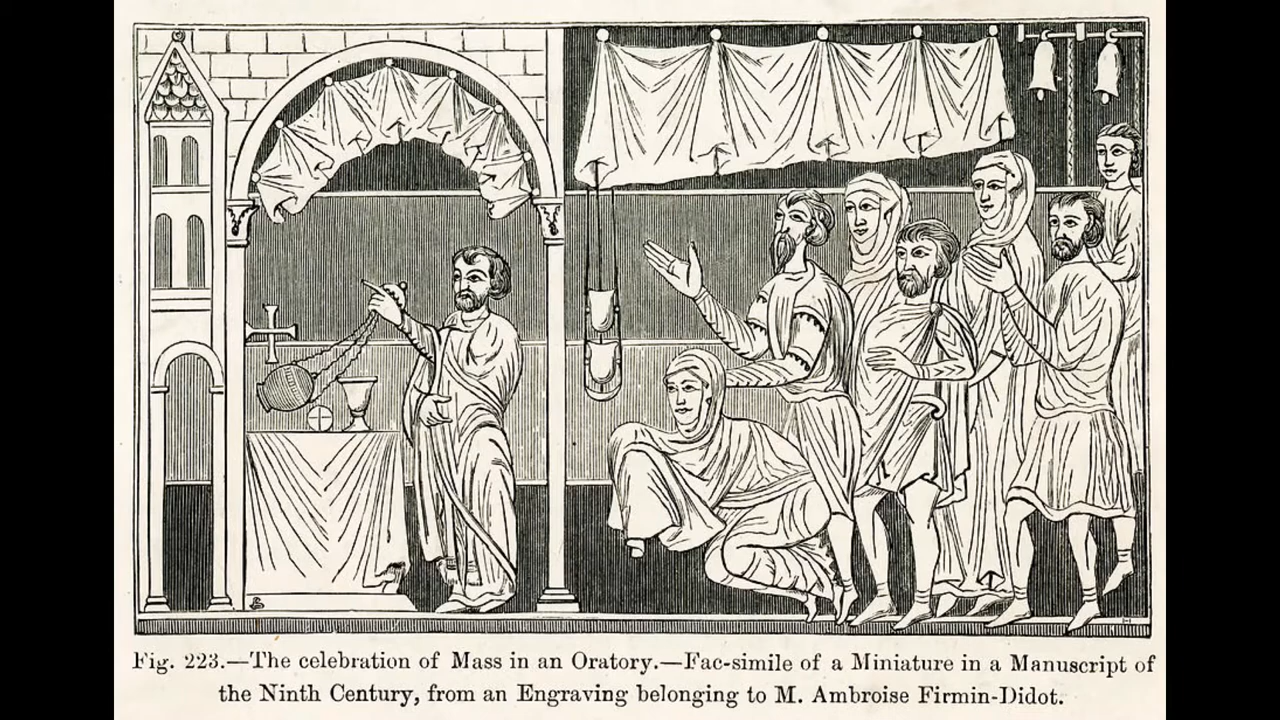 Fig. 223.—The celebration of Mass in an Oratory.—Fac-simile of a Miniature in a Manuscript of
the Ninth Century, from an Engraving belonging to M. Ambroise Firmin-Didot.